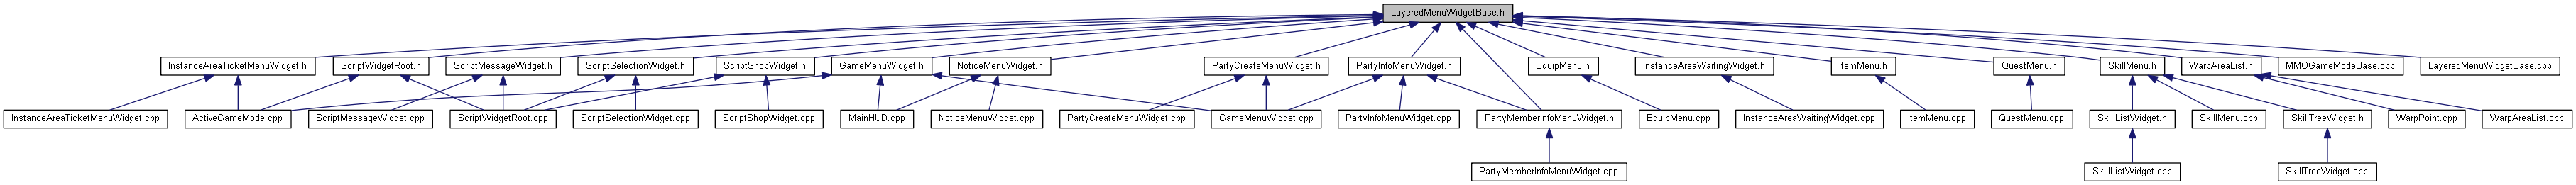 LayeredMenuWidgetBase.h
InstanceAreaTicketMenuWidget.h
ScriptWidgetRoot.h
ScriptMessageWidget.h
ScriptSelectionWidget.h
ScriptShopWidget.h
GameMenuWidget.h
NoticeMenuWidget.h
PartyCreateMenuWidget.h
PartyInfoMenuWidget.h
EquipMenu.h
InstanceAreaWaitingWidget.h
ItemMenu.h
QuestMenu.h
SkillMenu.h
WarpAreaList.h
MMOGameModeBase.cpp
LayeredMenuWidgetBase.cpp
InstanceAreaTicketMenuWidget.cpp
ActiveGameMode.cpp
ScriptMessageWidget.cpp
ScriptWidgetRoot.cpp
ScriptSelectionWidget.cpp
ScriptShopWidget.cpp
MainHUD.cpp
NoticeMenuWidget.cpp
PartyCreateMenuWidget.cpp
GameMenuWidget.cpp
PartyInfoMenuWidget.cpp
PartyMemberInfoMenuWidget.h
EquipMenu.cpp
InstanceAreaWaitingWidget.cpp
ItemMenu.cpp
QuestMenu.cpp
SkillListWidget.h
SkillMenu.cpp
SkillTreeWidget.h
WarpPoint.cpp
WarpAreaList.cpp
PartyMemberInfoMenuWidget.cpp
SkillListWidget.cpp
SkillTreeWidget.cpp